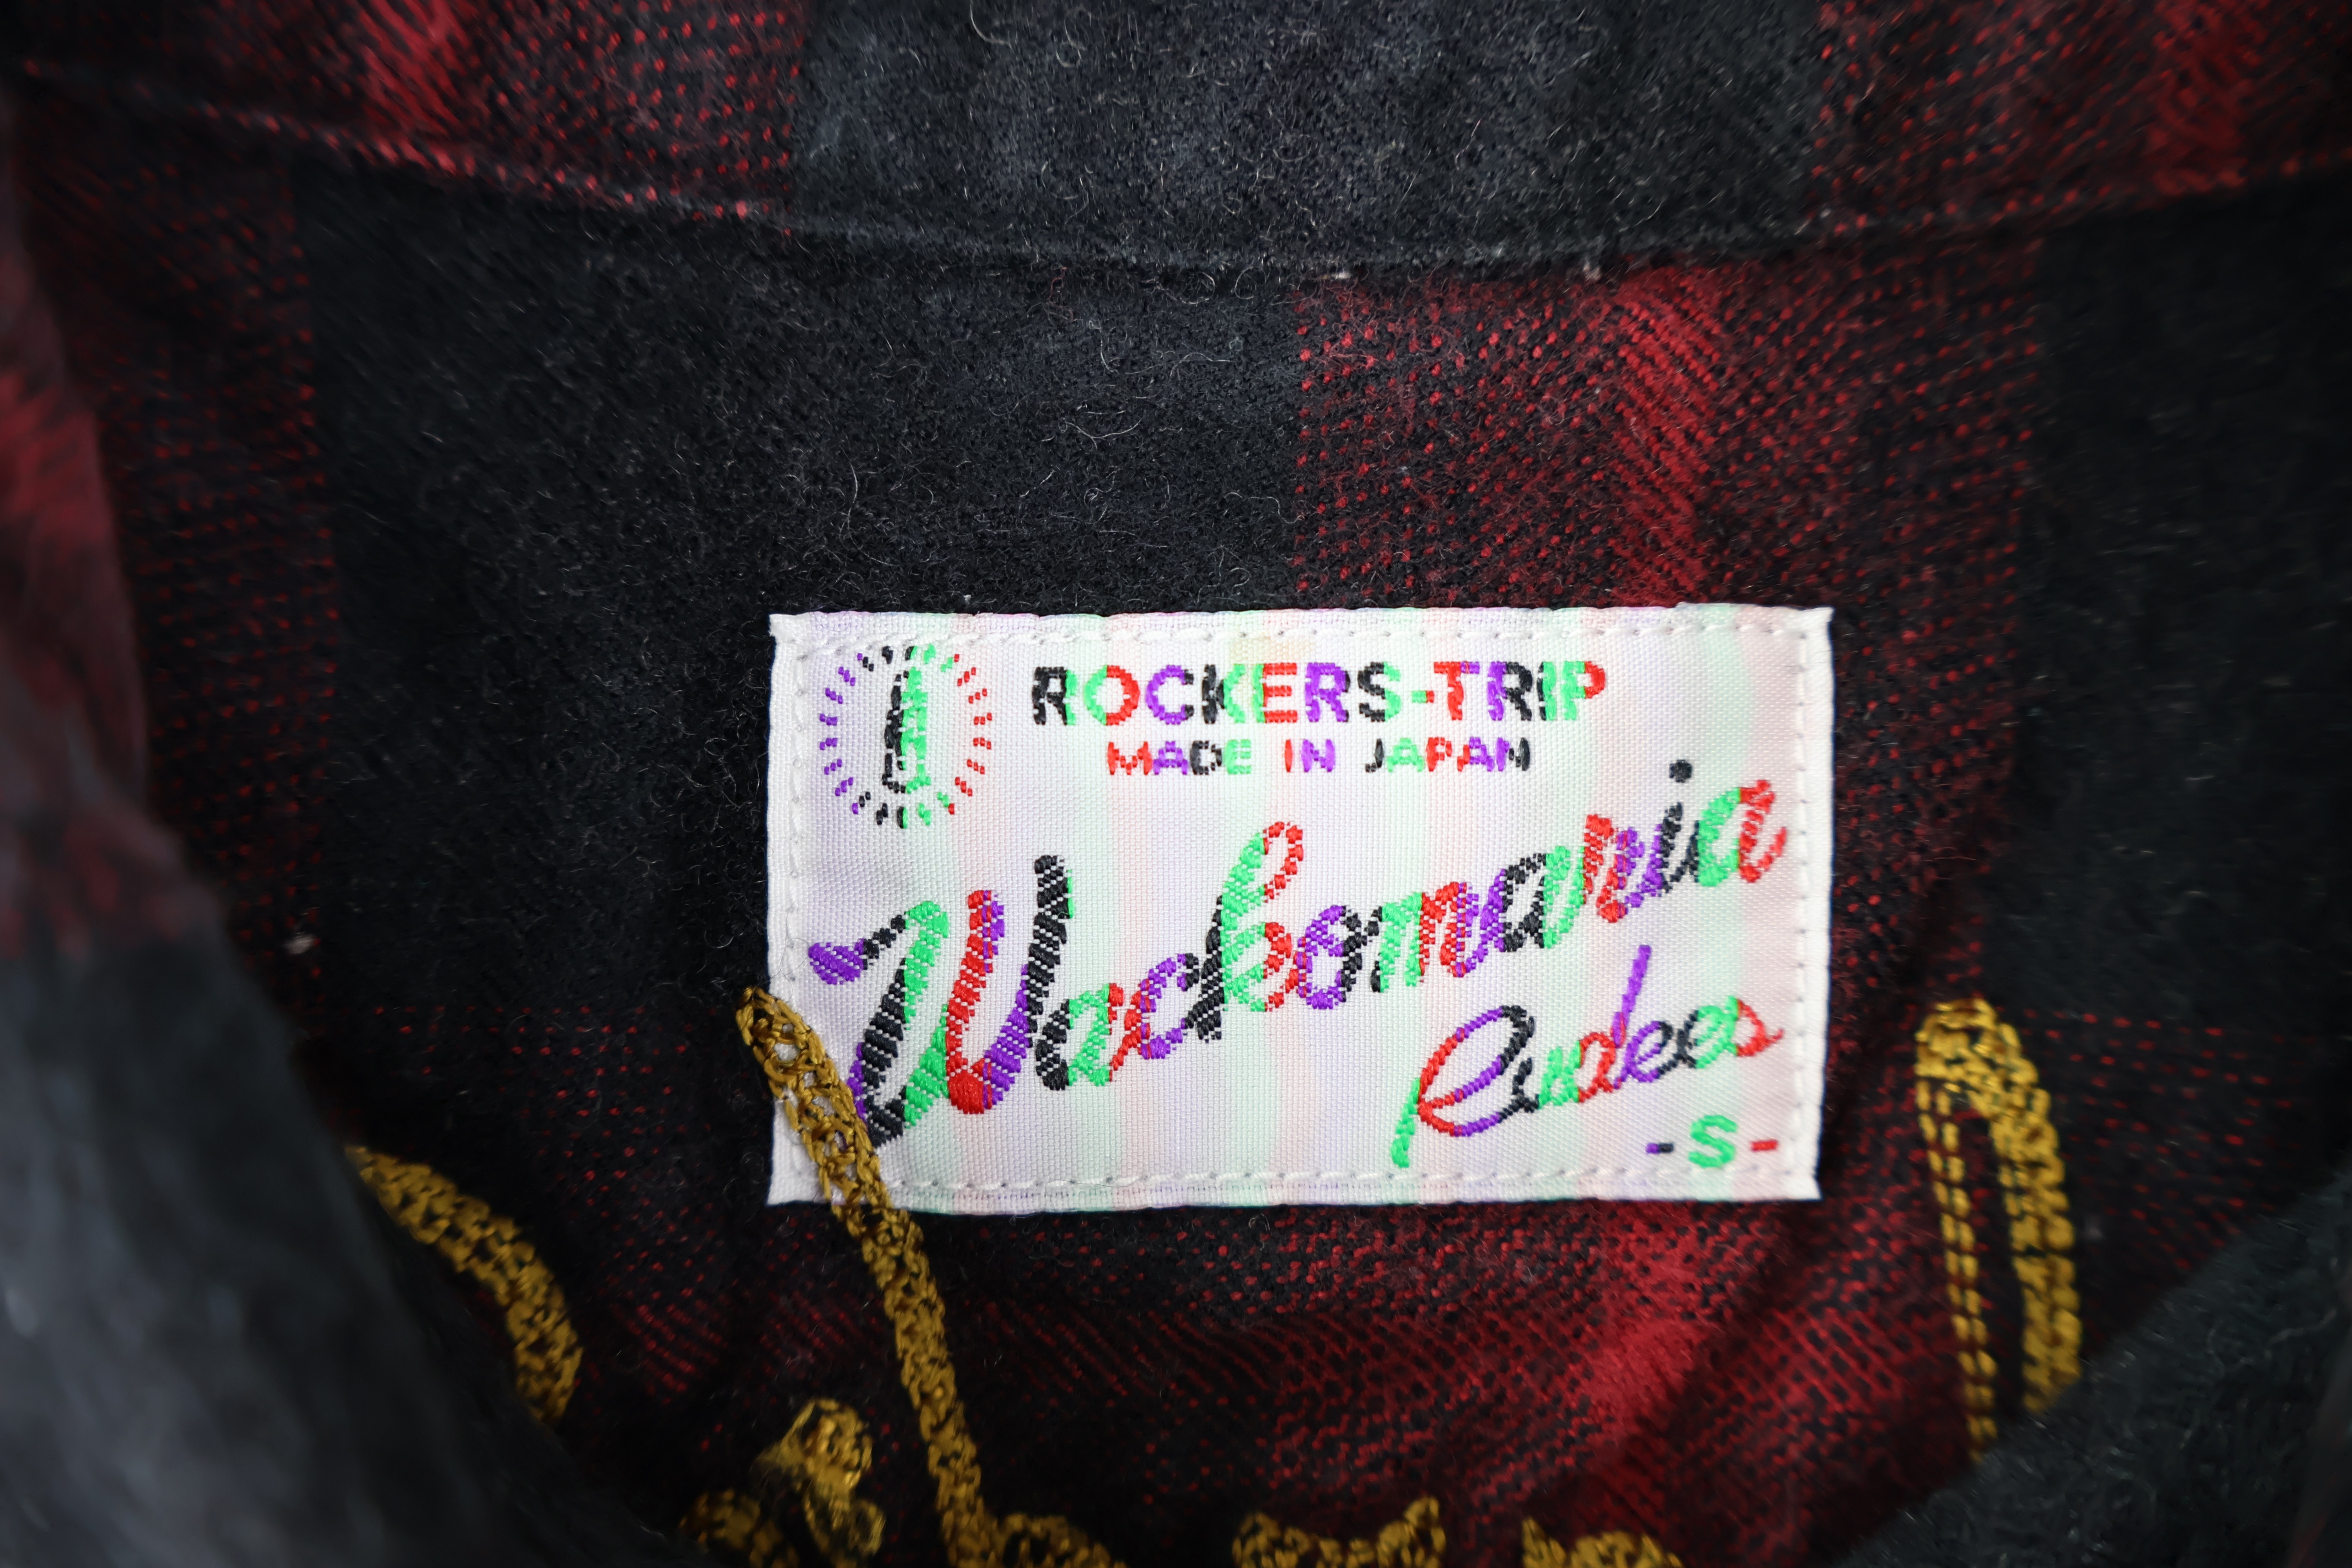 ROCKERS-TRIP
MADE IN JAPAN
Wackomaria
Rudees
-S-